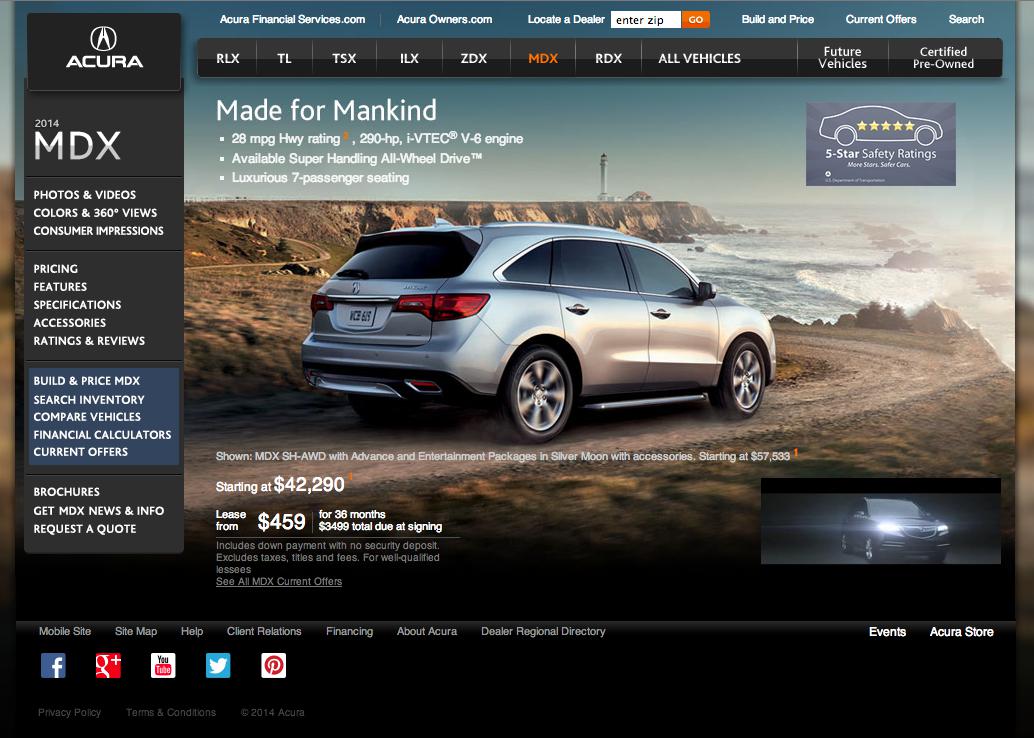 Acura Financial Services.com
Acura Owners.com
Locate a Dealer
enter zip
GO
Build and Price
Current Offers
Search
ACURA
RLX
TL
TSX
ILX
ZDX
MDX
RDX
ALL VEHICLES
Future
Vehicles
Certified
Pre-Owned
2014
MDX
PHOTOS & VIDEOS
COLORS & 360° VIEWS
CONSUMER IMPRESSIONS
PRICING
FEATURES
SPECIFICATIONS
ACCESSORIES
RATINGS & REVIEWS
BUILD & PRICE MDX
SEARCH INVENTORY
COMPARE VEHICLES
FINANCIAL CALCULATORS
CURRENT OFFERS
BROCHURES
GET MDX NEWS & INFO
REQUEST A QUOTE
Made for Mankind
28 mpg Hwy rating , 290-hp, i-VTEC® V-6 engine
Available Super Handling All-Wheel Drive™
Luxurious 7-passenger seating
5-Star Safety Ratings
More Stars. Safer Cars.
U.S. Department of Transportation
Shown: MDX SH-AWD with Advance and Entertainment Packages in Silver Moon with accessories. Starting at $57,533 1
Starting at $42,290 1
Lease
from
$459
for 36 months
$3499 total due at signing
Includes down payment with no security deposit.
Excludes taxes, titles and fees. For well-qualified
lessees
See All MDX Current Offers
Mobile Site
Site Map
Help
Client Relations
Financing
About Acura
Dealer Regional Directory
Events
Acura Store
f
g+
You
Tube
Privacy Policy
Terms & Conditions
© 2014 Acura